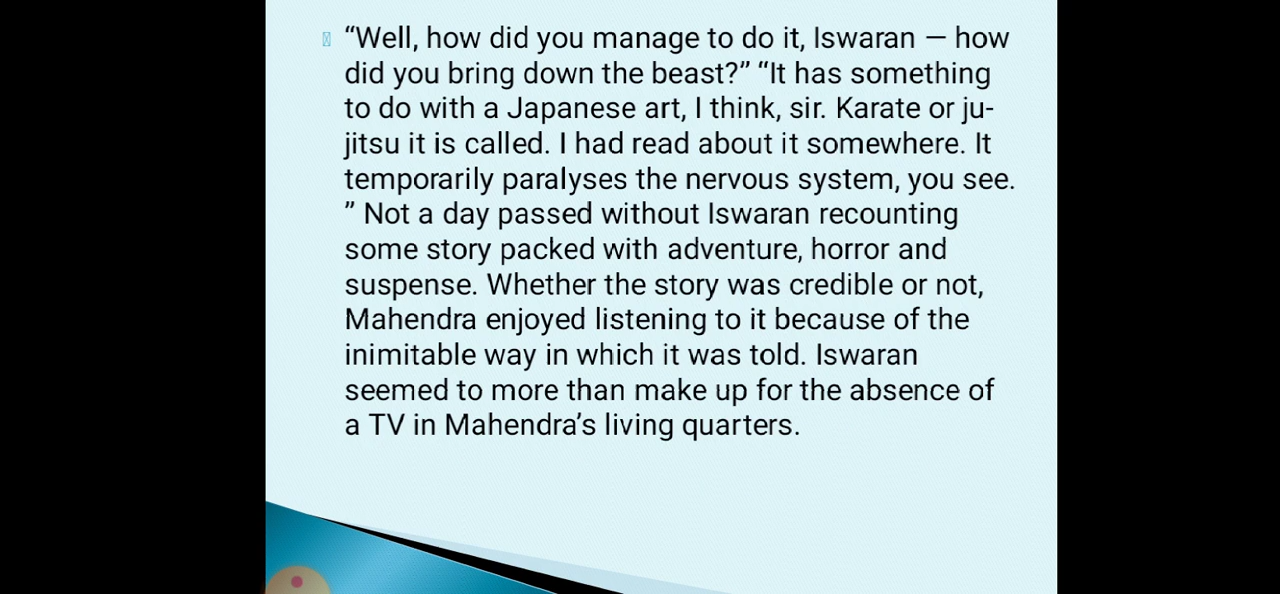 “Well, how did you manage to do it, Iswaran — how
did you bring down the beast?” “It has something
to do with a Japanese art, I think, sir. Karate or ju-
jitsu it is called. I had read about it somewhere. It
temporarily paralyses the nervous system, you see.
” Not a day passed without Iswaran recounting
some story packed with adventure, horror and
suspense. Whether the story was credible or not,
Mahendra enjoyed listening to it because of the
inimitable way in which it was told. Iswaran
seemed to more than make up for the absence of
a TV in Mahendra’s living quarters.